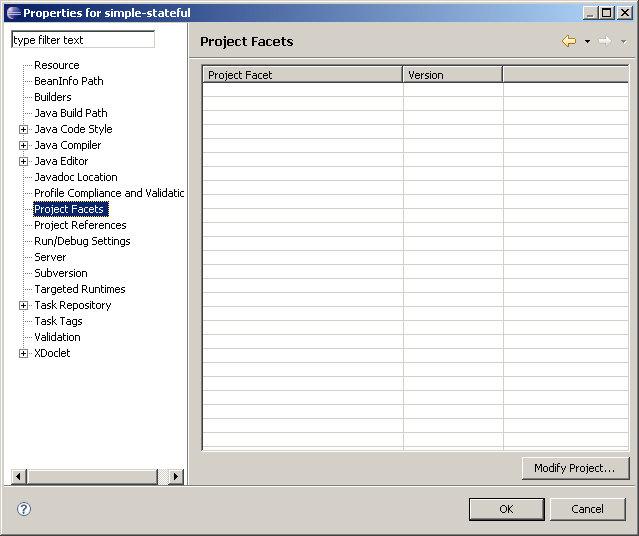 Properties for simple-stateful
type filter text
Resource
BeanInfo Path
Builders
Java Build Path
Java Code Style
Java Compiler
Java Editor
Javadoc Location
Profile Compliance and Validatic
Project Facets
Project References
Run/Debug Settings
Server
Subversion
Targeted Runtimes
Task Repository
Task Tags
Validation
XDoclet
Project Facets
Project Facet Version
Modify Project...
?
OK Cancel